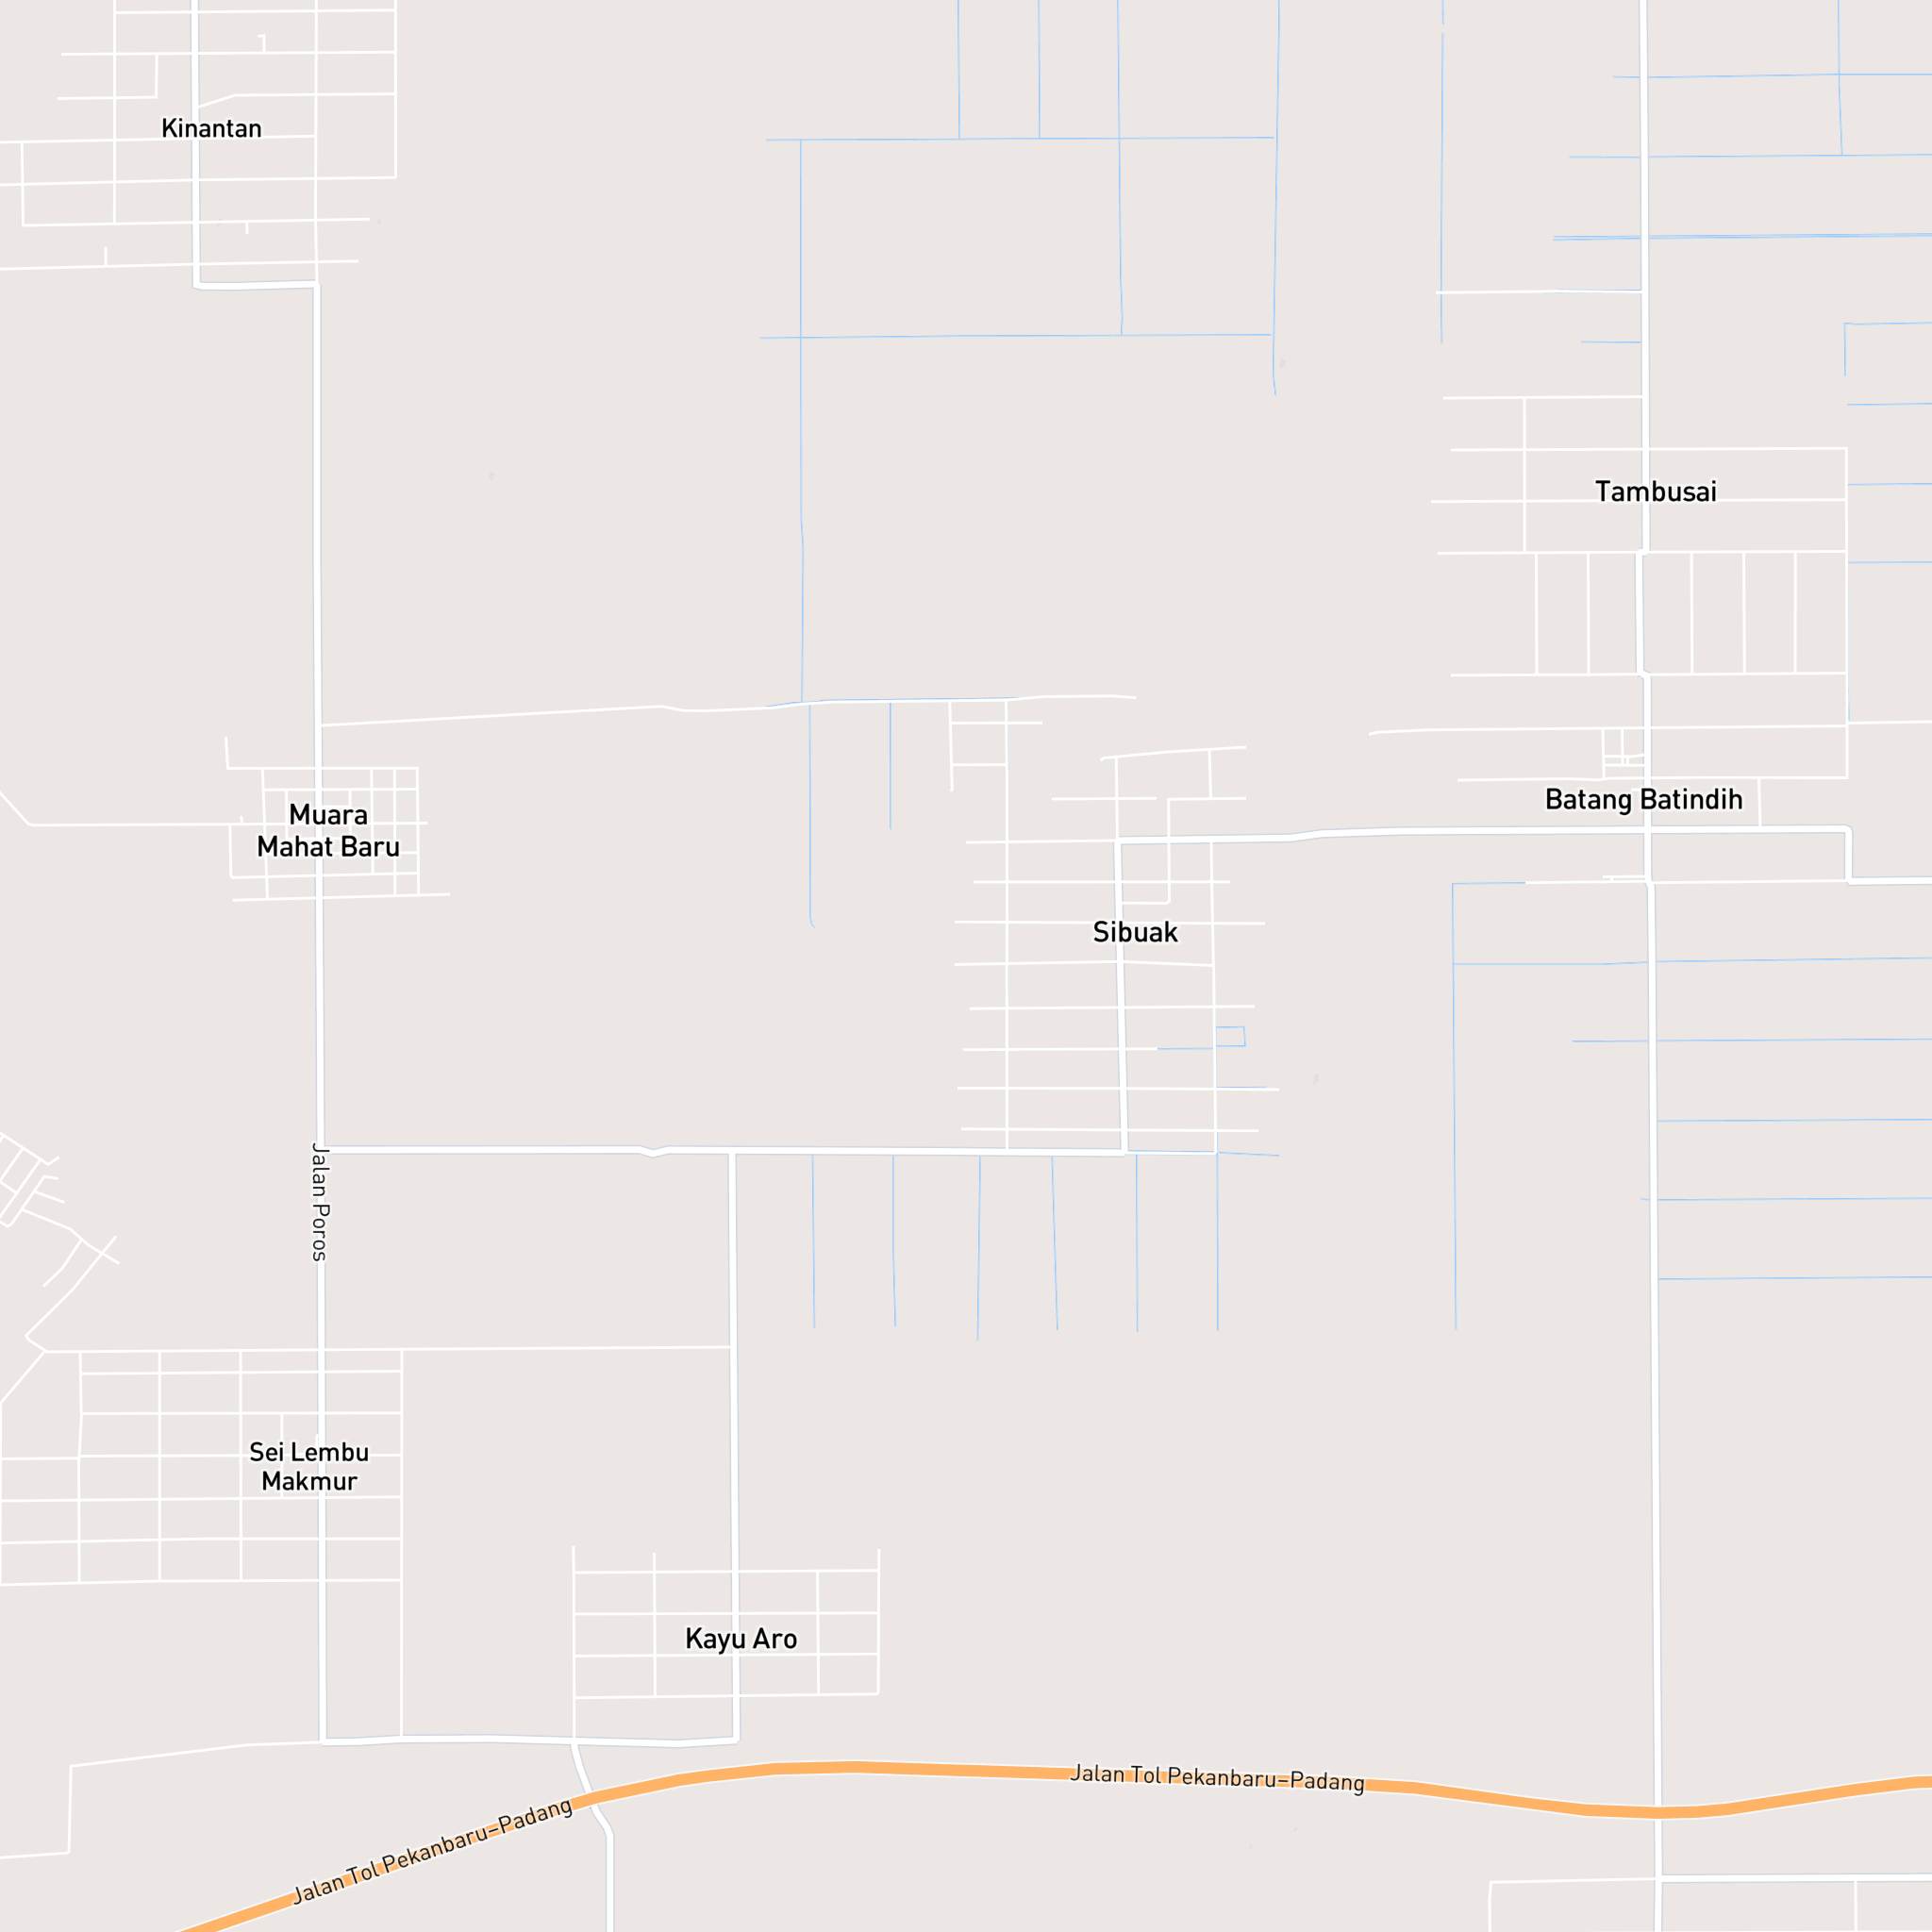 Kinantan
Tambusai
Muara
Mahat Baru
Batang Batindih
Sibuak
Jalan Poros
Sei Lembu
Makmur
Kayu Aro
Jalan Tol Pekanbaru–Padang
Jalan Tol Pekanbaru–Padang